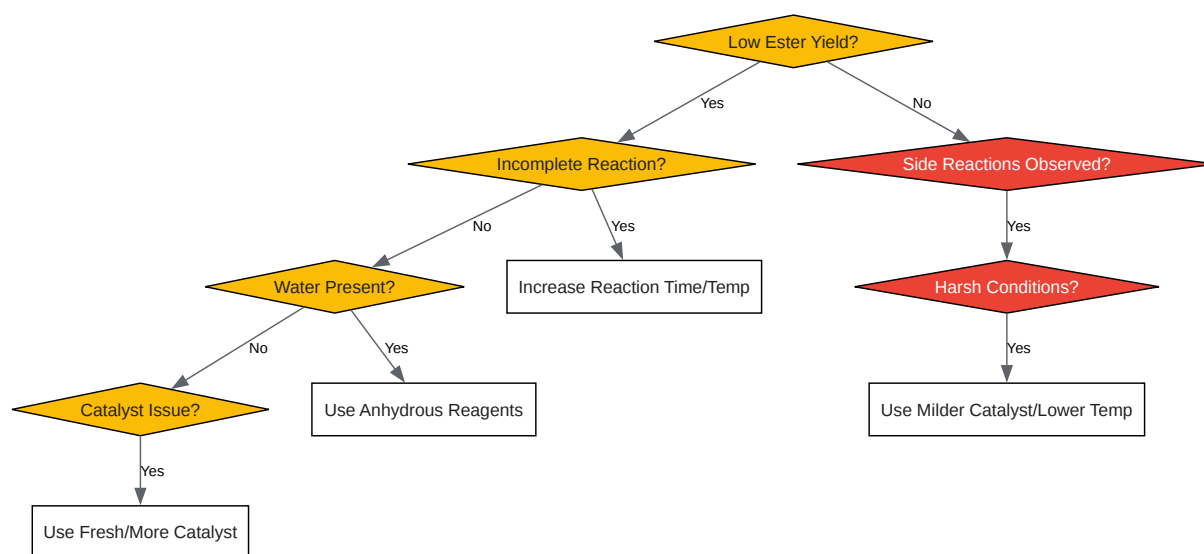 Low Ester Yield?
Yes
No
Incomplete Reaction?
Side Reactions Observed?
No
Yes
Yes
Water Present?
Increase Reaction Time/Temp
Harsh Conditions?
No
Yes
Yes
Catalyst Issue?
Use Anhydrous Reagents
Use Milder Catalyst/Lower Temp
Yes
Use Fresh/More Catalyst